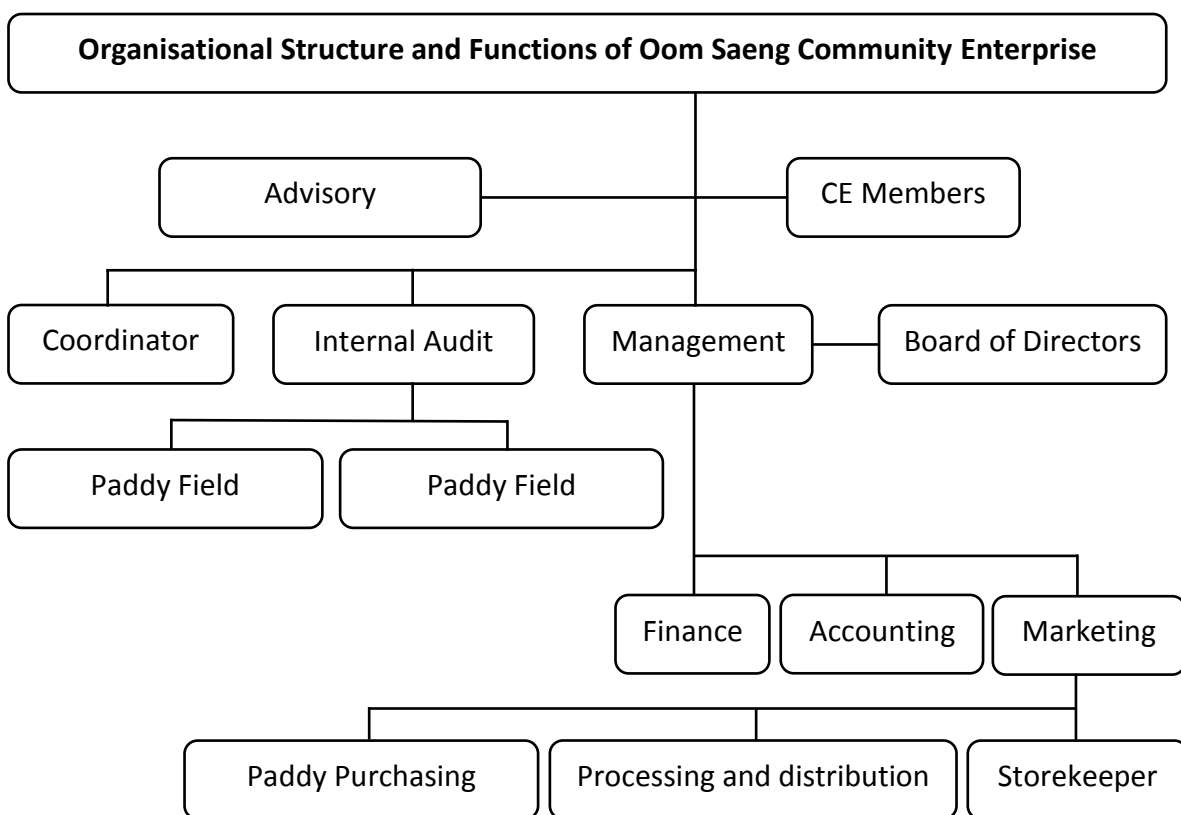 Organisational Structure and Functions of Oom Saeng Community Enterprise
Advisory
CE Members
Coordinator
Internal Audit
Management
Board of Directors
Paddy Field
Paddy Field
Finance
Accounting
Marketing
Paddy Purchasing
Processing and distribution
Storekeeper